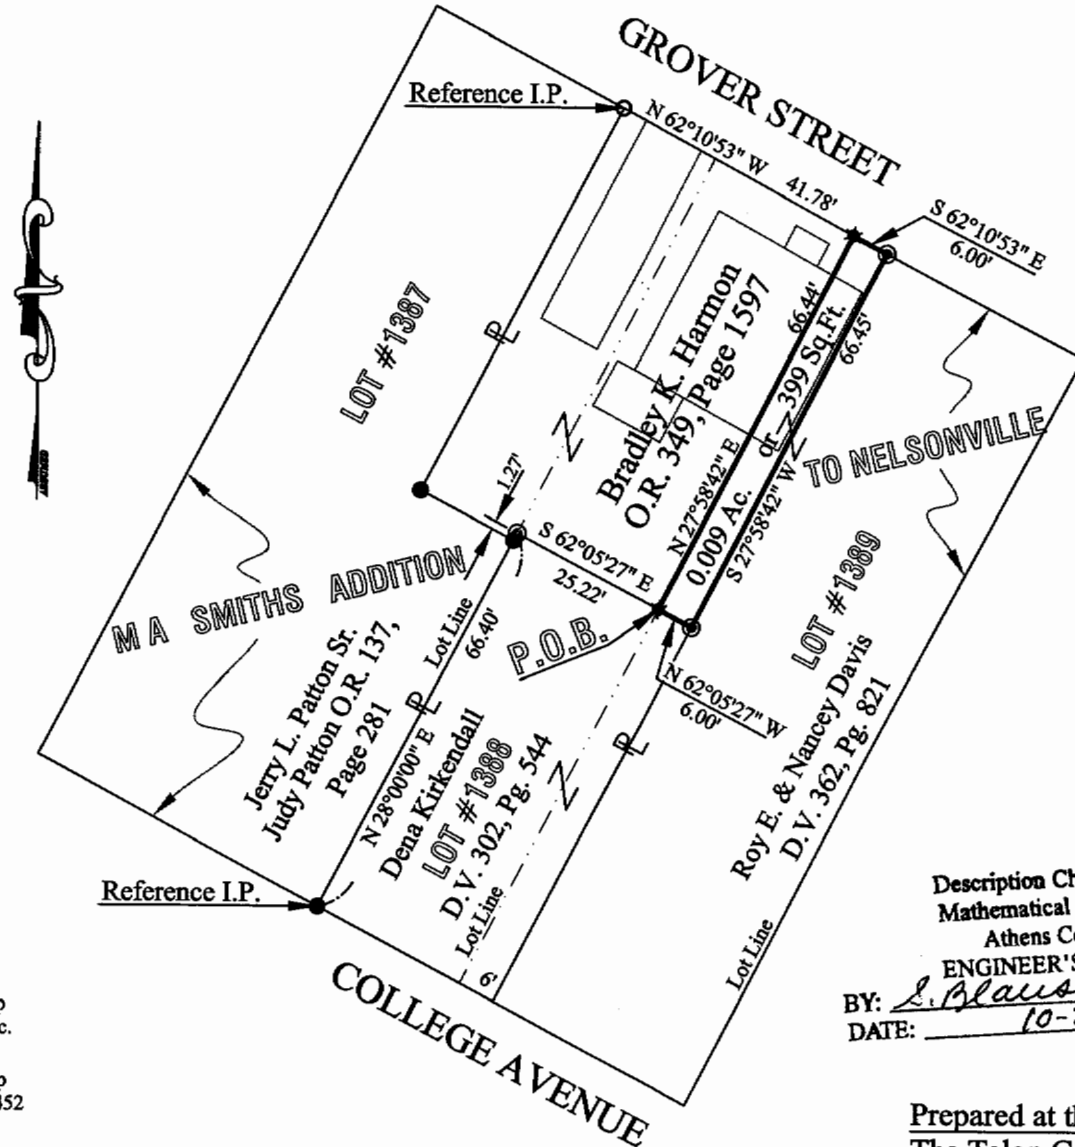 GROVER STREET
Reference I.P.
N 62°10'53" W
41.78'
S 62°10'53" E
6.00'
LOT #1387
Bradley K. Harmon
O.R. 349, Page 1597
66.44'
66.45'
N 27°58'42" E
0.009 Ac. or 399 Sq.Ft.
S 27°58'42" W
TO NELSONVILLE
1.27'
S 62°05'27" E
25.22'
M A SMITHS ADDITION
P.O.B.
N 62°05'27" W
6.00'
LOT #1389
Roy E. & Nancey Davis
D.V. 362, Pg. 821
Lot Line
66.40'
N 28°00'00" E
Jerry L. Patton Sr.
Judy Patton O.R. 137,
Page 281
Dena Kirkendall
LOT #1388
D.V. 302, Pg. 544
Lot Line
6'
Lot Line
Reference I.P.
COLLEGE AVENUE
Description Ch
Mathematical
Athens Co
ENGINEER'S
BY:
DATE: 10-
p
c.
p
452
Prepared at th